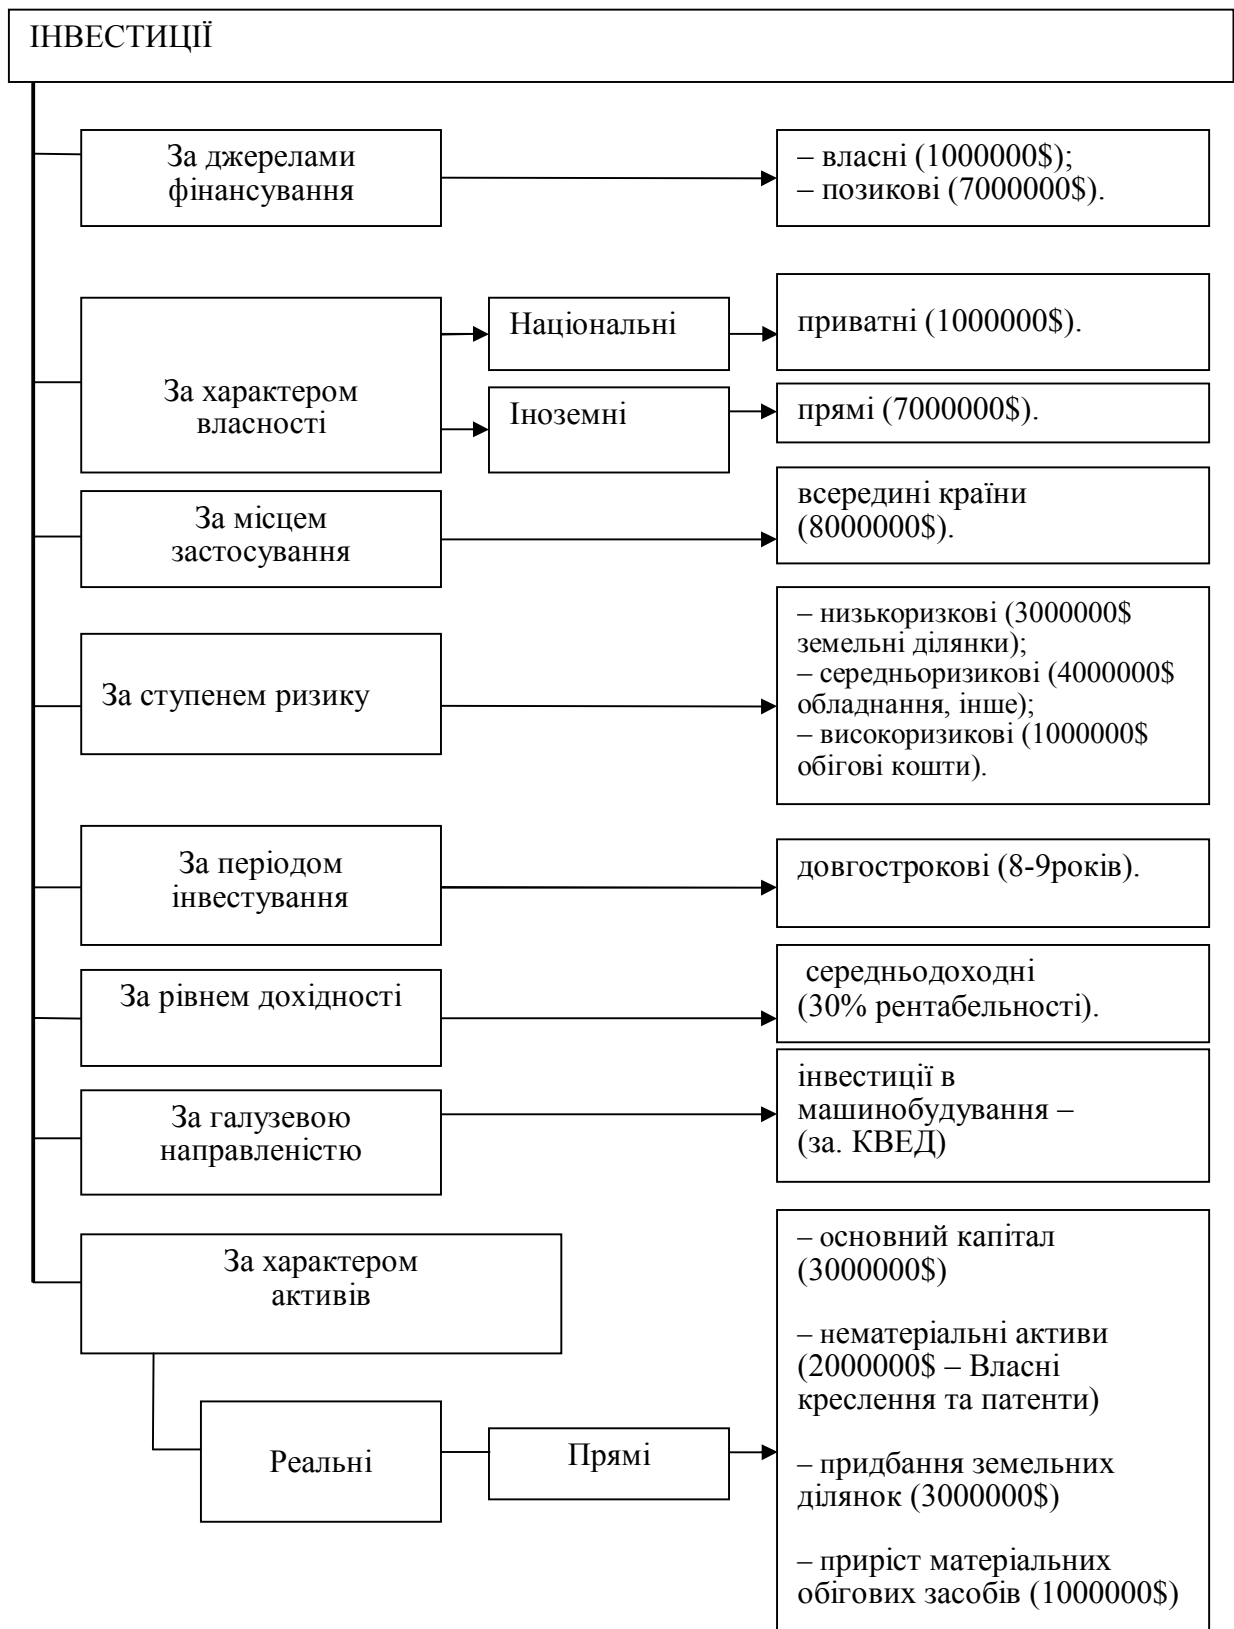 ІНВЕСТИЦІЇ
За джерелами
фінансування
– власні (1000000$);
– позикові (7000000$).
За характером
власності
Національні
приватні (1000000$).
Іноземні
прямі (7000000$).
За місцем
застосування
всередині країни
(8000000$).
За ступенем ризику
– низькоризкові (3000000$
земельні ділянки);
– середньоризикові (4000000$
обладнання, інше);
– високоризикові (1000000$
обігові кошти).
За періодом
інвестування
довгострокові (8-9років).
За рівнем дохідності
середньодоходні
(30% рентабельності).
За галузевою
направленістю
інвестиції в
машинобудування –
(за. КВЕД)
За характером
активів
Реальні
Прямі
– основний капітал
(3000000$)
– нематеріальні активи
(2000000$ – Власні
креслення та патенти)
– придбання земельних
ділянок (3000000$)
– приріст матеріальних
обігових засобів (1000000$)